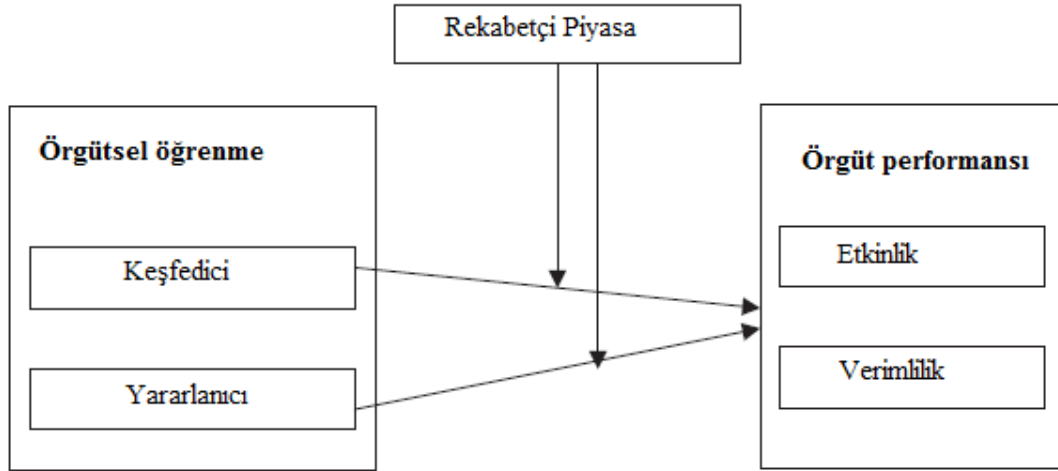 Rekabetçi Piyasa
Örgütsel öğrenme
Keşfedici
Yararlanıcı
Örgüt performansı
Etkinlik
Verimlilik